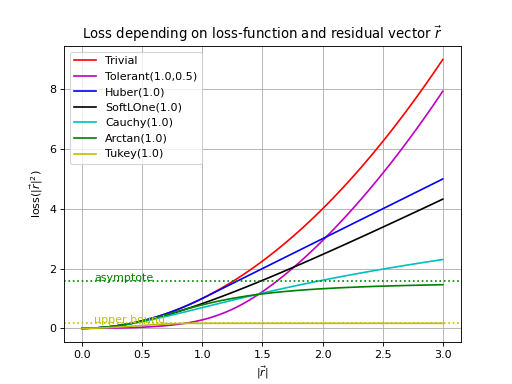 Loss depending on loss-function and residual vector r⃗
Trivial
Tolerant(1.0,0.5)
Huber(1.0)
SoftLOne(1.0)
Cauchy(1.0)
Arctan(1.0)
Tukey(1.0)
loss(|r⃗|²)
8
6
4
2
0
asymptote
upper bound
0.0 0.5 1.0 1.5 2.0 2.5 3.0
|r⃗|